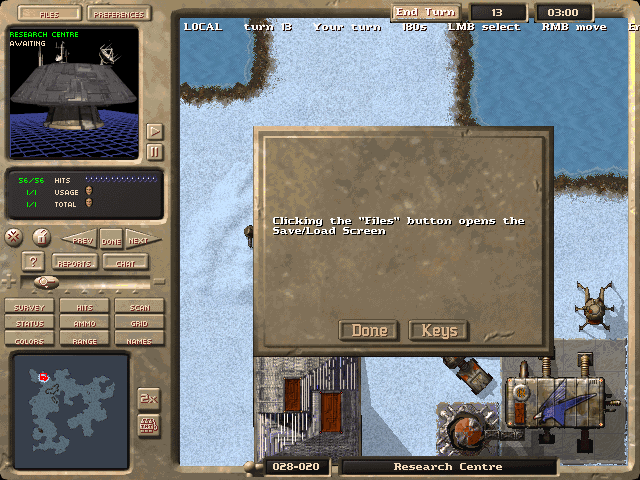 FILES
PREFERENCES
End Turn
13
03:00
LOCAL turn 13 Your turn 180s LMB select RMB move En
RESEARCH CENTRE
AWAITING
56/56 HITS
1/1 USAGE
1/1 TOTAL
PREV
DONE
NEXT
?
REPORTS
CHAT
SURVEY
HITS
SCAN
STATUS
AMMO
GRID
COLORS
RANGE
NAMES
2x
Clicking the "Files" button opens the
Save/Load Screen
Done
Keys
028-020
Research Centre